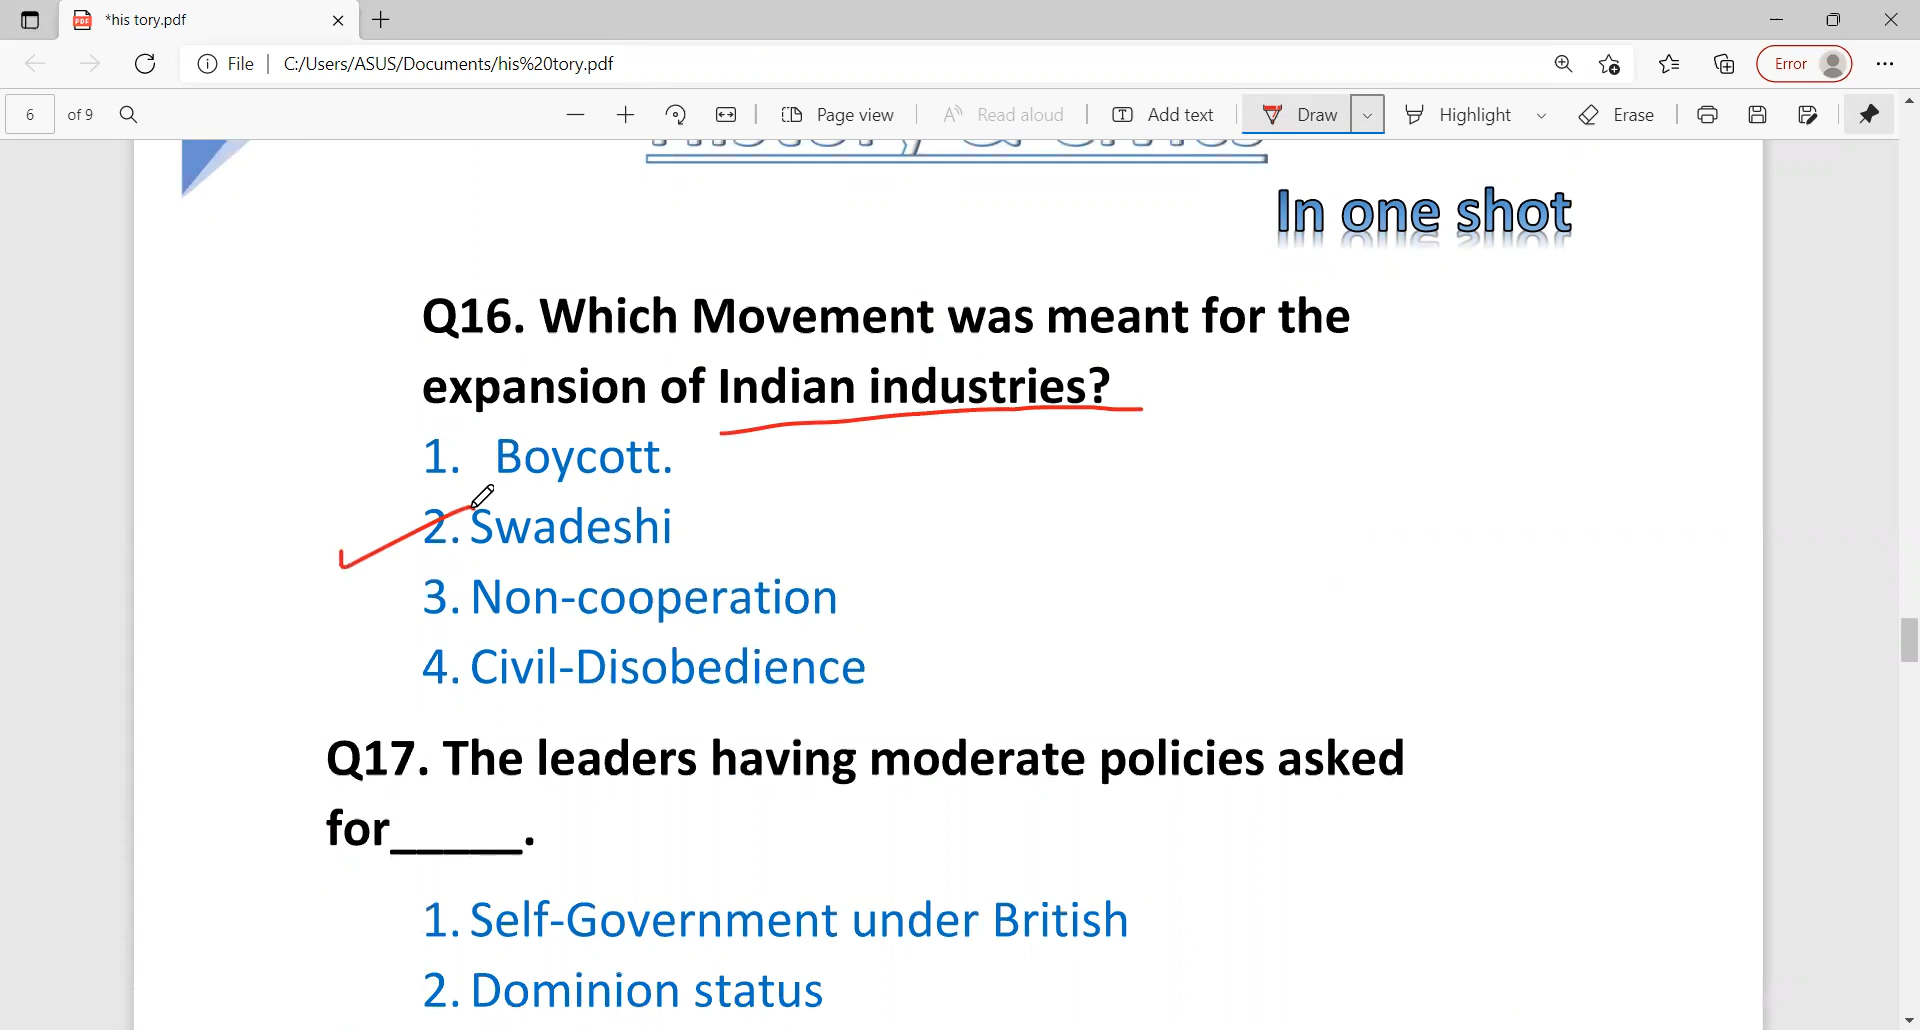 *his tory.pdf
File
C:/Users/ASUS/Documents/his%20tory.pdf
Error
6 of 9
Page view
Read aloud
Add text
Draw
Highlight
Erase
In one shot
Q16. Which Movement was meant for the
expansion of Indian industries?
1. Boycott.
2. Swadeshi
3. Non-cooperation
4. Civil-Disobedience
Q17. The leaders having moderate policies asked
for_____.
1. Self-Government under British
2. Dominion status